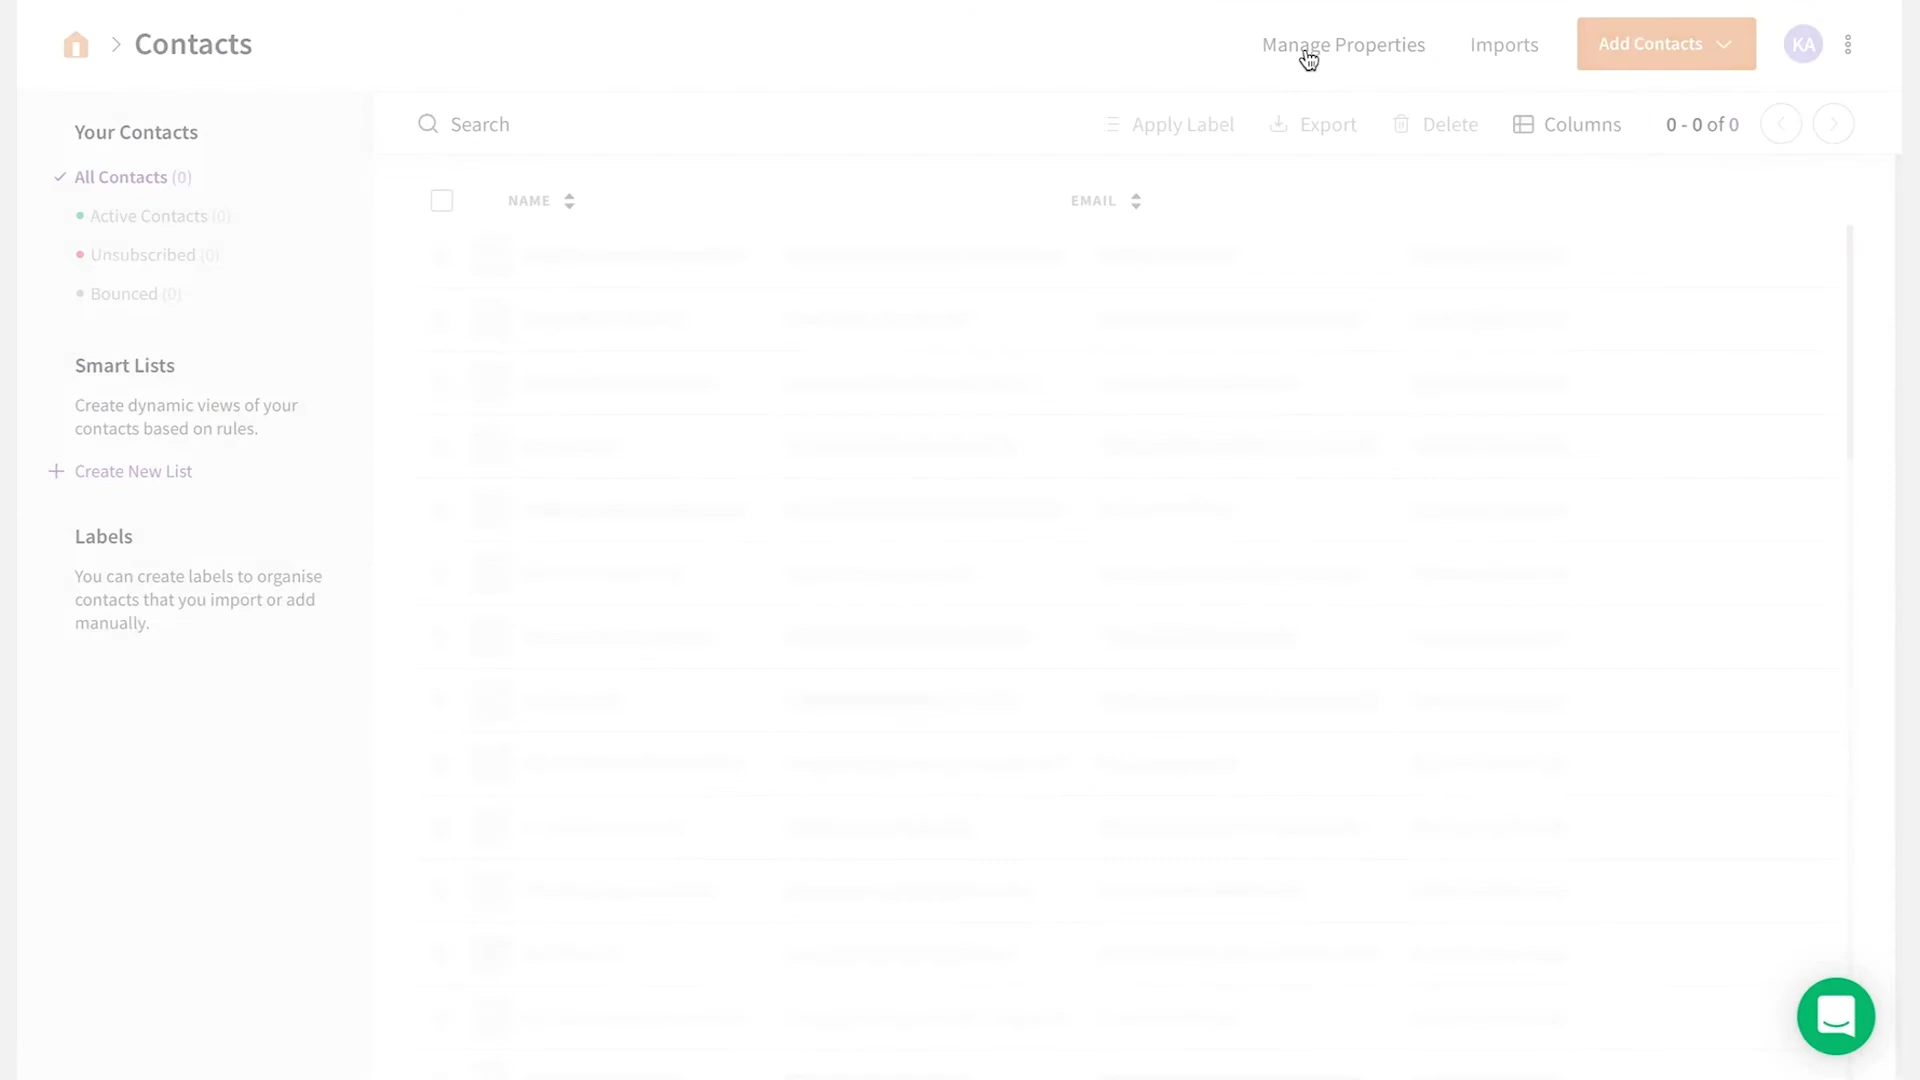 Contacts
Manage Properties
Imports
Add Contacts
KA
Your Contacts
All Contacts (0)
Active Contacts (0)
Unsubscribed (0)
Bounced (0)
Smart Lists
Create dynamic views of your
contacts based on rules.
Create New List
Labels
You can create labels to organise
contacts that you import or add
manually.
Search
Apply Label
Export
Delete
Columns
0 - 0 of 0
NAME
EMAIL